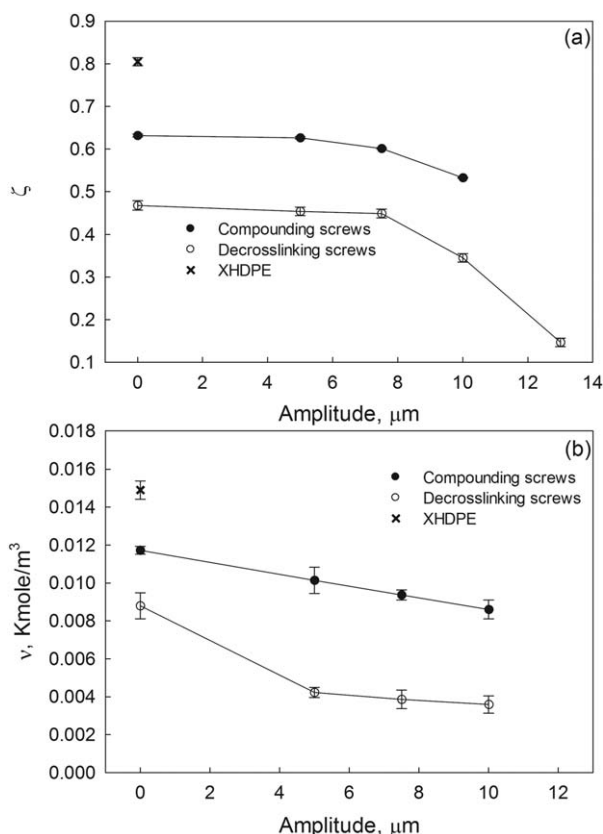 (a)
0.9
0.8
0.7
0.6
0.5
0.4
0.3
0.2
0.1
ζ
Compounding screws
Decrosslinking screws
XHDPE
0 2 4 6 8 10 12 14
Amplitude, μm
(b)
0.018
0.016
0.014
0.012
0.010
0.008
0.006
0.004
0.002
0.000
ν, Kmole/m³
Compounding screws
Decrosslinking screws
XHDPE
0 2 4 6 8 10 12
Amplitude, μm